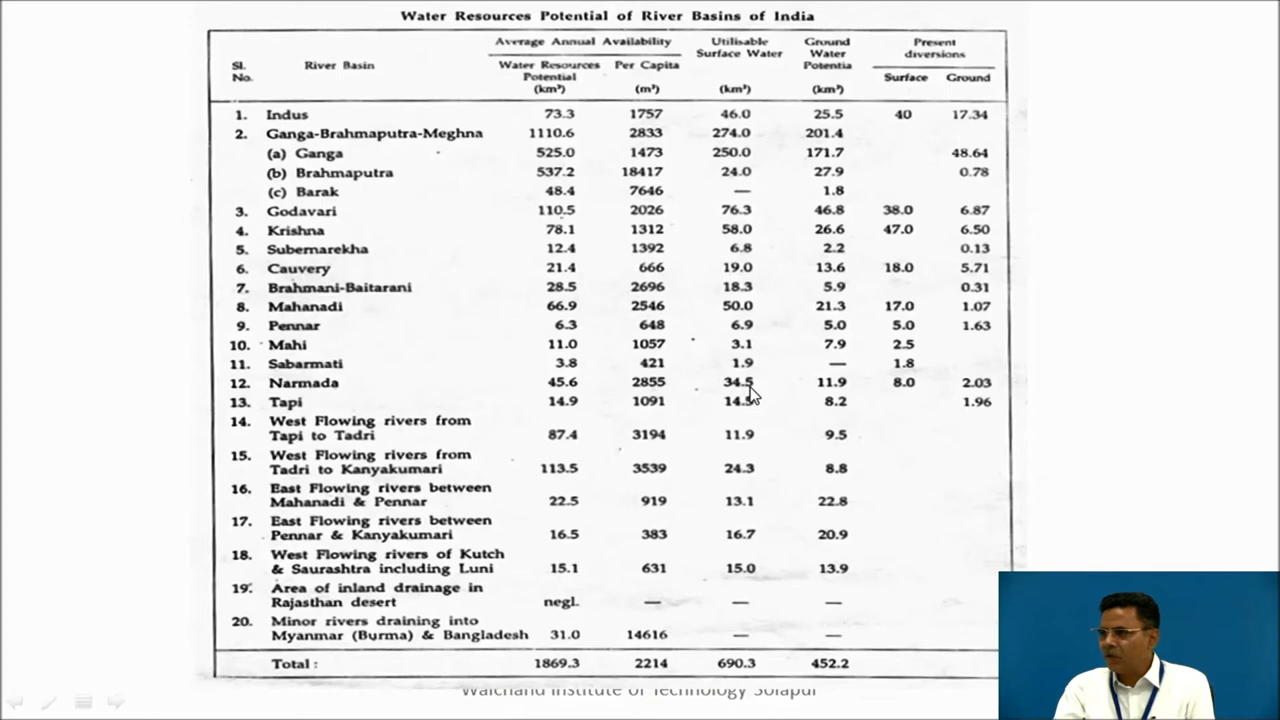 Water Resources Potential of River Basins of India
Sl. No. River Basin Average Annual Availability Utilisable Surface Water Ground Water Potentia Present diversions
Water Resources Potential Per Capita Surface Ground
(km³) (m³) (km³) (km³)
1. Indus 73.3 1757 46.0 25.5 40 17.34
2. Ganga-Brahmaputra-Meghna 1110.6 2833 274.0 201.4
(a) Ganga 525.0 1473 250.0 171.7 48.64
(b) Brahmaputra 537.2 18417 24.0 27.9 0.78
(c) Barak 48.4 7646 — 1.8
3. Godavari 110.5 2026 76.3 46.8 38.0 6.87
4. Krishna 78.1 1312 58.0 26.6 47.0 6.50
5. Subernarekha 12.4 1392 6.8 2.2 0.13
6. Cauvery 21.4 666 19.0 13.6 18.0 5.71
7. Brahmani-Baitarani 28.5 2696 18.3 5.9 0.31
8. Mahanadi 66.9 2546 50.0 21.3 17.0 1.07
9. Pennar 6.3 648 6.9 5.0 5.0 1.63
10. Mahi 11.0 1057 3.1 7.9 2.5
11. Sabarmati 3.8 421 1.9 — 1.8
12. Narmada 45.6 2855 34.5 11.9 8.0 2.03
13. Tapi 14.9 1091 8.2 1.96
14. West Flowing rivers from
Tapi to Tadri 87.4 3194 11.9 9.5
15. West Flowing rivers from
Tadri to Kanyakumari 113.5 3539 24.3 8.8
16. East Flowing rivers between
Mahanadi & Pennar 22.5 919 13.1 22.8
17. East Flowing rivers between
Pennar & Kanyakumari 16.5 383 16.7 20.9
18. West Flowing rivers of Kutch
& Saurashtra including Luni 15.1 631 15.0 13.9
19. Area of inland drainage in
Rajasthan desert negl. — — —
20. Minor rivers draining into
Myanmar (Burma) & Bangladesh 31.0 14616 — —
Total : 1869.3 2214 690.3 452.2
Walchand Institute of Technology Solapur